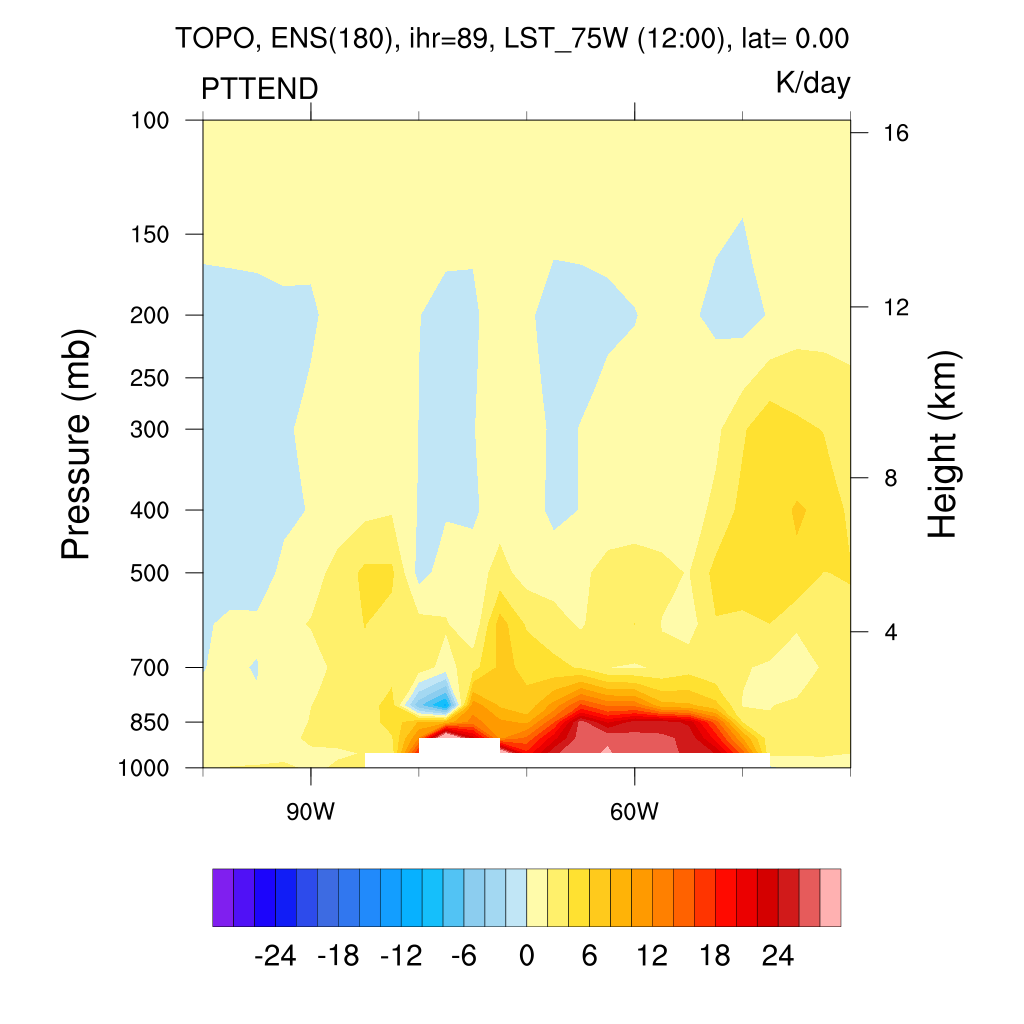 TOPO, ENS(180), ihr=89, LST_75W (12:00), lat= 0.00
PTTEND
K/day
100
150
200
250
300
400
500
700
850
1000
Pressure (mb)
16
12
8
4
Height (km)
90W
60W
-24 -18 -12 -6 0 6 12 18 24